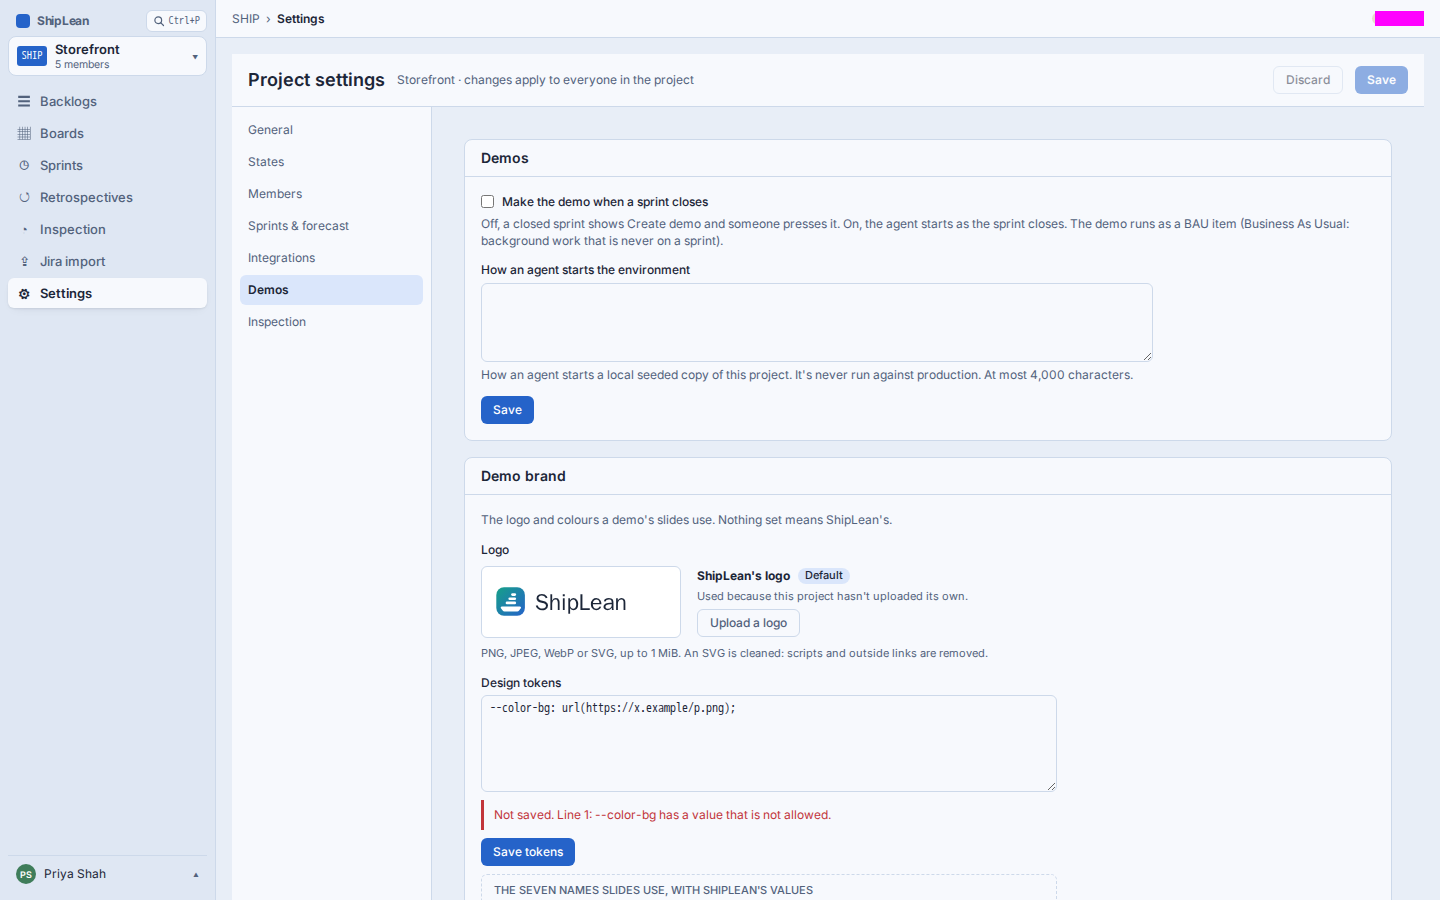 ShipLean
Ctrl+P
SHIP
Storefront
5 members
Backlogs
Boards
Sprints
Retrospectives
Inspection
Jira import
Settings
PS
Priya Shah
SHIP › Settings
Project settings
Storefront · changes apply to everyone in the project
Discard
Save
General
States
Members
Sprints & forecast
Integrations
Demos
Inspection
Demos
Make the demo when a sprint closes
Off, a closed sprint shows Create demo and someone presses it. On, the agent starts as the sprint closes. The demo runs as a BAU item (Business As Usual:
background work that is never on a sprint).
How an agent starts the environment
How an agent starts a local seeded copy of this project. It's never run against production. At most 4,000 characters.
Save
Demo brand
The logo and colours a demo's slides use. Nothing set means ShipLean's.
Logo
ShipLean
ShipLean's logo
Default
Used because this project hasn't uploaded its own.
Upload a logo
PNG, JPEG, WebP or SVG, up to 1 MiB. An SVG is cleaned: scripts and outside links are removed.
Design tokens
--color-bg: url(https://x.example/p.png);
Not saved. Line 1: --color-bg has a value that is not allowed.
Save tokens
THE SEVEN NAMES SLIDES USE, WITH SHIPLEAN'S VALUES